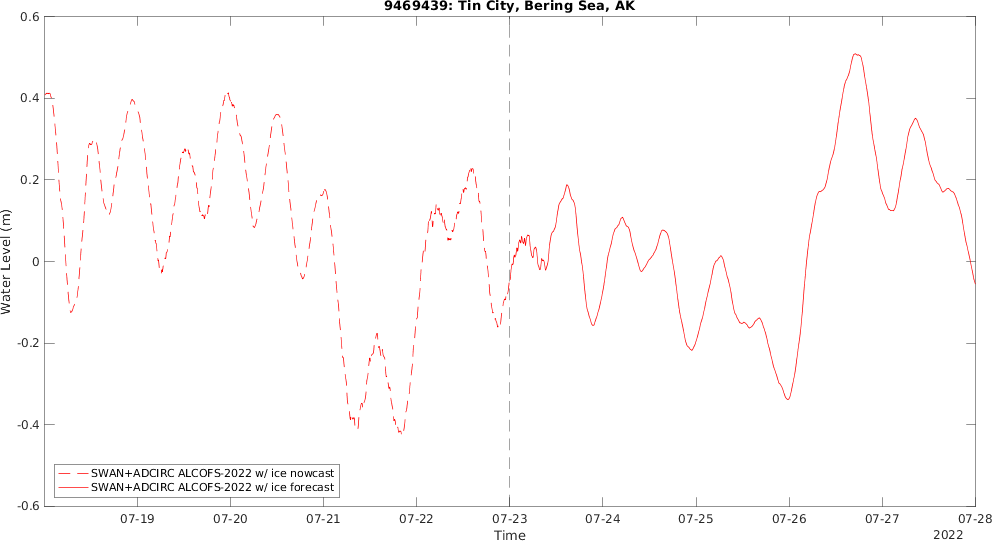 9469439: Tin City, Bering Sea, AK
Water Level (m)
0.6
0.4
0.2
0
-0.2
-0.4
-0.6
SWAN+ADCIRC ALCOFS-2022 w/ ice nowcast
SWAN+ADCIRC ALCOFS-2022 w/ ice forecast
07-19 07-20 07-21 07-22 07-23 07-24 07-25 07-26 07-27 07-28
Time
2022